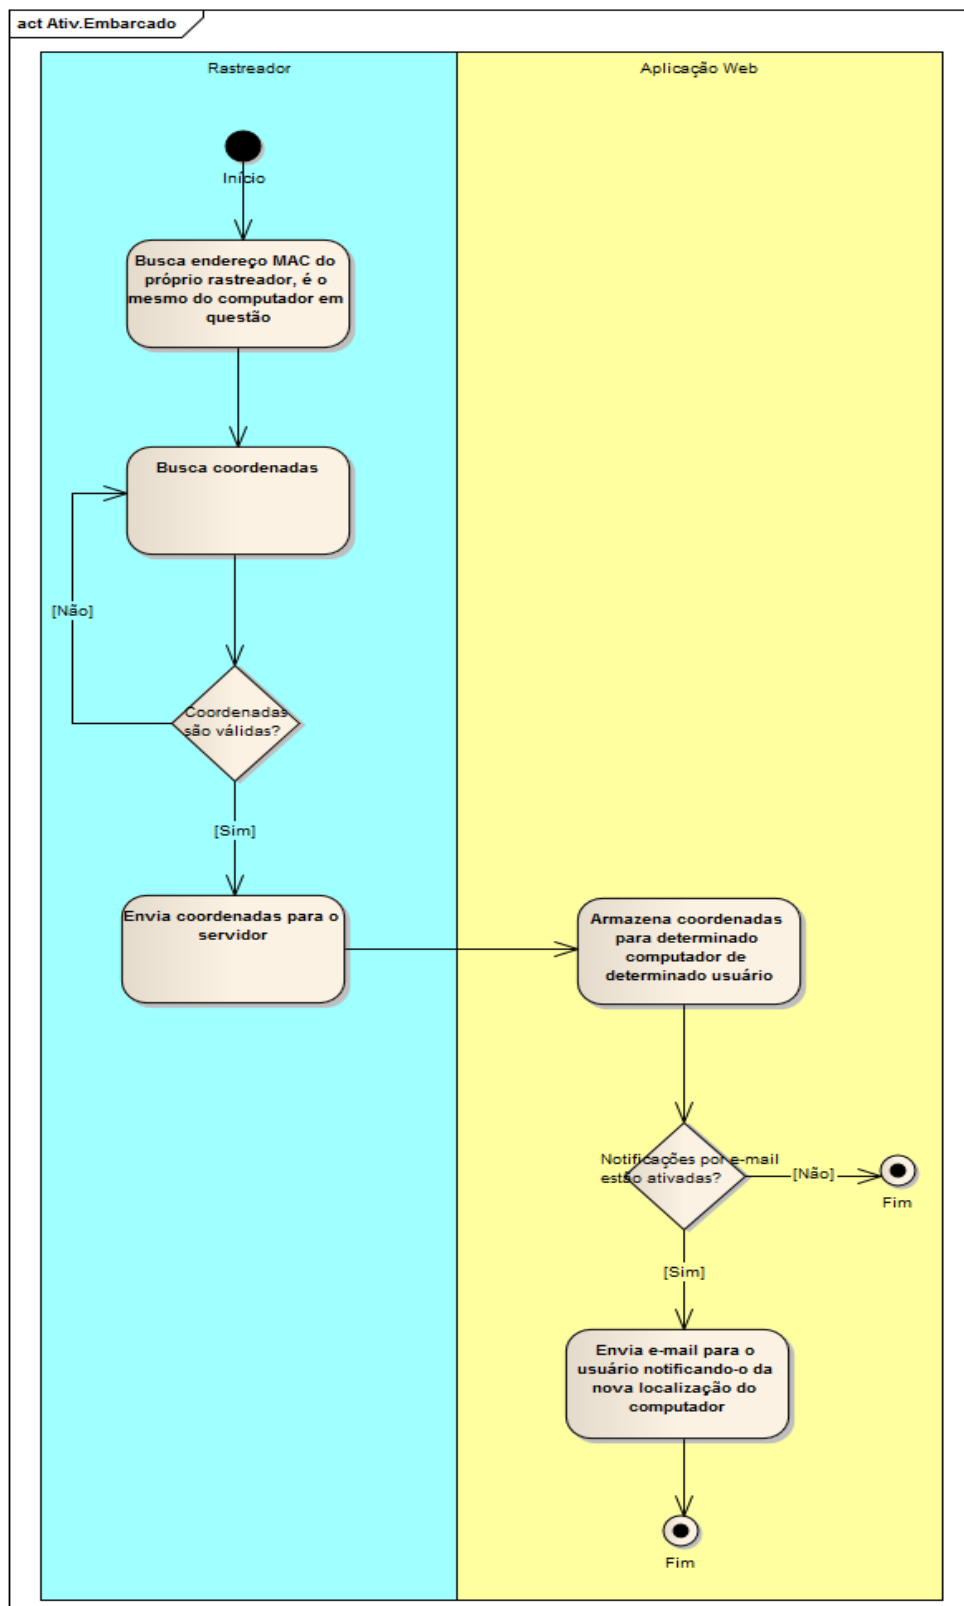 act Ativ.Embarcado
Rastreador
Aplicação Web
Início
Busca endereço MAC do
próprio rastreador, é o
mesmo do computador em
questão
Busca coordenadas
[Não]
Coordenadas
são válidas?
[Sim]
Envia coordenadas para o
servidor
Armazena coordenadas
para determinado
computador de
determinado usuário
Notificações por e-mail
estão ativadas?
[Não]
Fim
[Sim]
Envia e-mail para o
usuário notificando-o da
nova localização do
computador
Fim